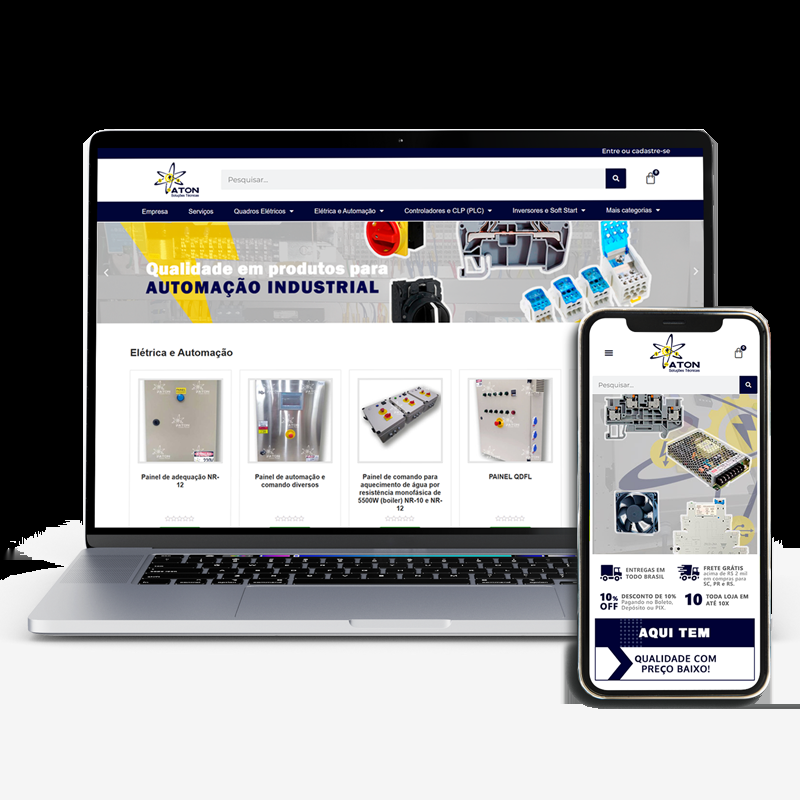 Entre ou cadastre-se
ATON
Soluções Técnicas
Pesquisar...
0
Empresa
Serviços
Quadros Elétricos
Elétrica e Automação
Controladores e CLP (PLC)
Inversores e Soft Start
Mais categorias
Qualidade em produtos para
AUTOMAÇÃO INDUSTRIAL
Elétrica e Automação
Painel de adequação NR-
12
Painel de automação e
comando diversos
Painel de comando para
aquecimento de água por
resistência monofásica de
5500W (boiler) NR-10 e NR-
12
PAINEL QDFL
ATON
Soluções Técnicas
0
Pesquisar...
ENTREGAS EM
TODO BRASIL
FRETE GRÁTIS
acima de R$ 2 mil
em compras para
SC, PR e RS.
10%
OFF
DESCONTO DE 10%
Pagando no Boleto,
Depósito ou PIX.
10
TODA LOJA EM
ATÉ 10X
AQUI TEM
QUALIDADE COM
PREÇO BAIXO!